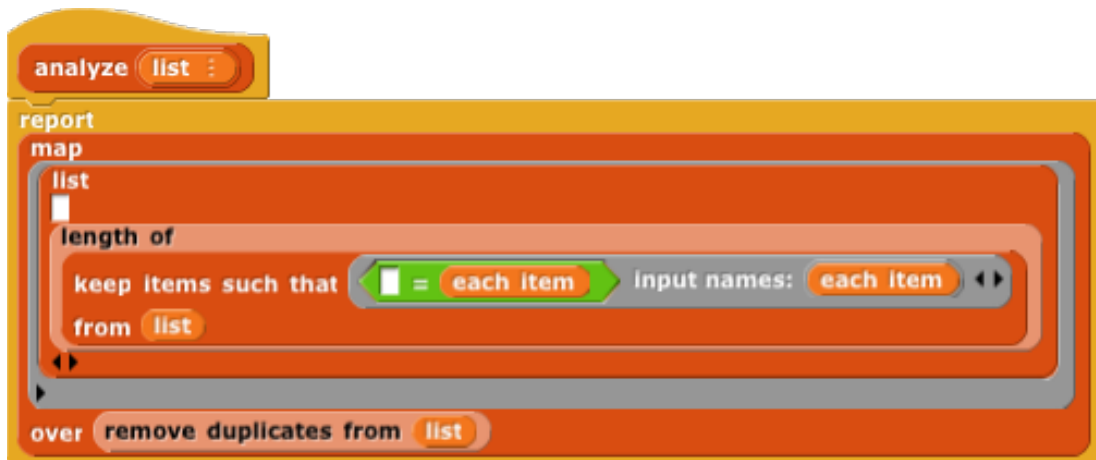 analyze list
report
map
list
length of
keep items such that = each item input names: each item
from list
over remove duplicates from list